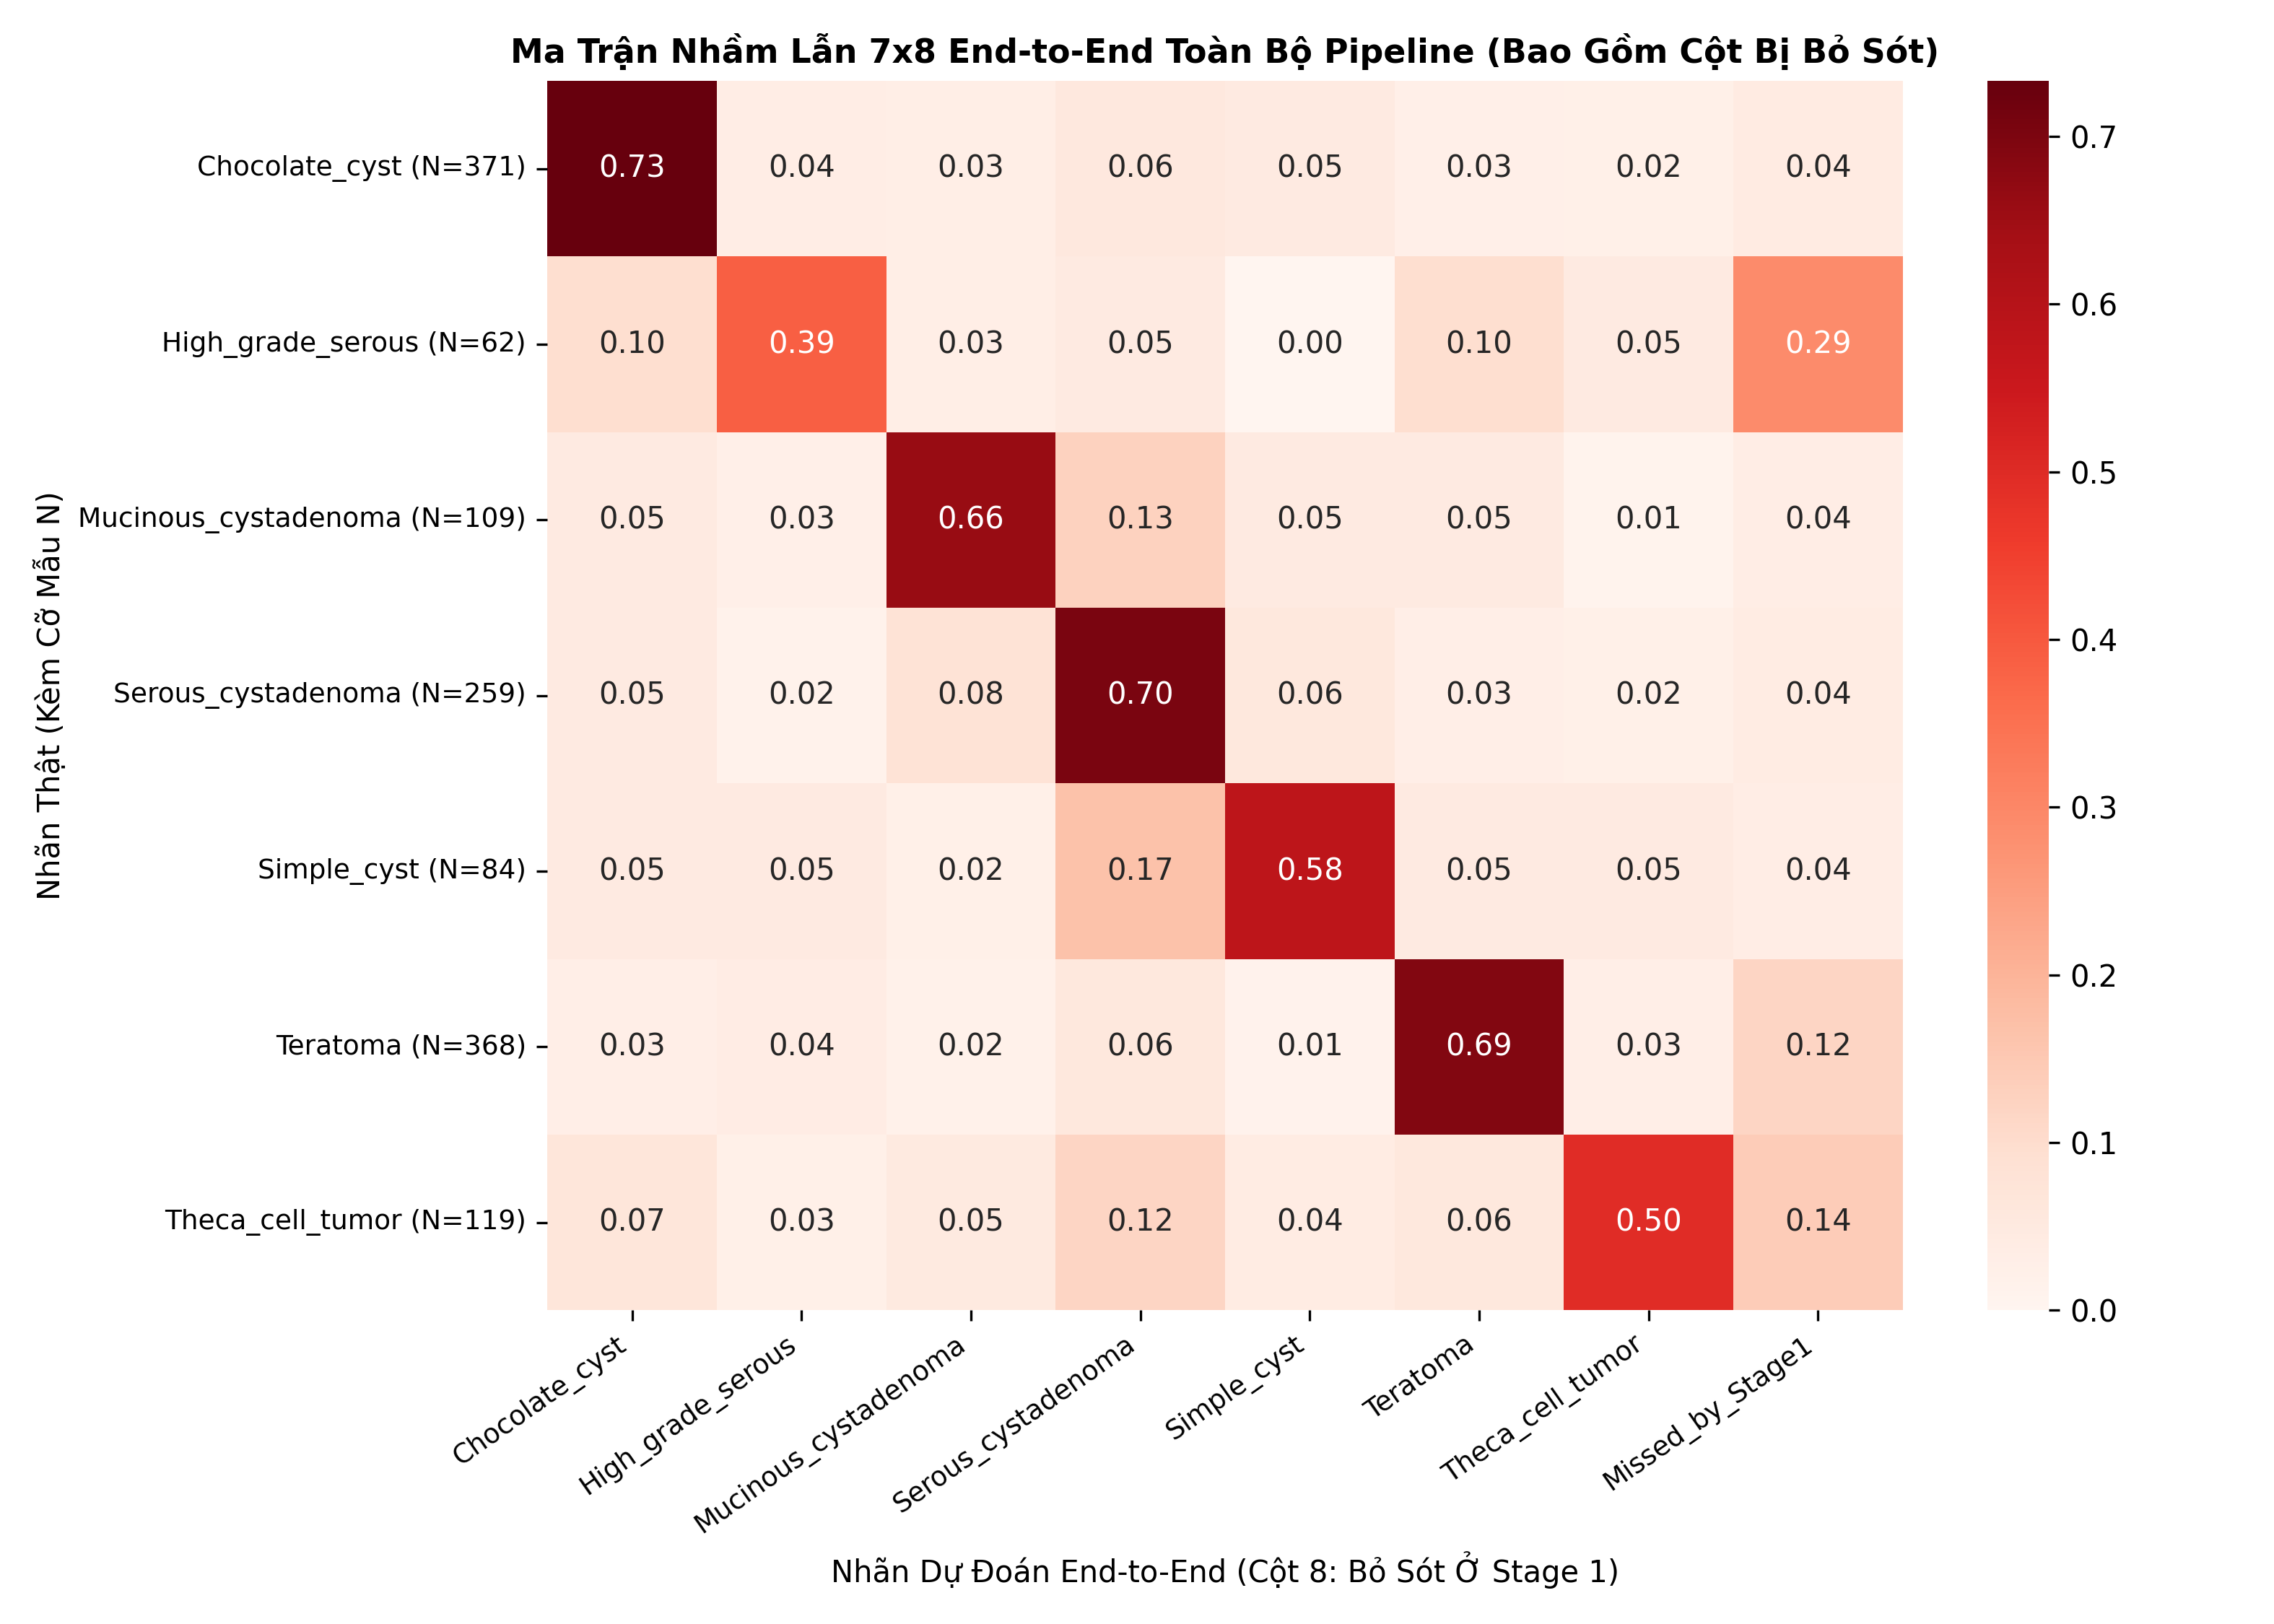 Ma Trận Nhầm Lẫn 7x8 End-to-End Toàn Bộ Pipeline (Bao Gồm Cột Bị Bỏ Sót)
Nhãn Thật (Kèm Cỡ Mẫu N)
Chocolate_cyst (N=371) 0.73 0.04 0.03 0.06 0.05 0.03 0.02 0.04
High_grade_serous (N=62) 0.10 0.39 0.03 0.05 0.00 0.10 0.05 0.29
Mucinous_cystadenoma (N=109) 0.05 0.03 0.66 0.13 0.05 0.05 0.01 0.04
Serous_cystadenoma (N=259) 0.05 0.02 0.08 0.70 0.06 0.03 0.02 0.04
Simple_cyst (N=84) 0.05 0.05 0.02 0.17 0.58 0.05 0.05 0.04
Teratoma (N=368) 0.03 0.04 0.02 0.06 0.01 0.69 0.03 0.12
Theca_cell_tumor (N=119) 0.07 0.03 0.05 0.12 0.04 0.06 0.50 0.14
Chocolate_cyst
High_grade_serous
Mucinous_cystadenoma
Serous_cystadenoma
Simple_cyst
Teratoma
Theca_cell_tumor
Missed_by_Stage1
Nhãn Dự Đoán End-to-End (Cột 8: Bỏ Sót Ở Stage 1)
0.7
0.6
0.5
0.4
0.3
0.2
0.1
0.0